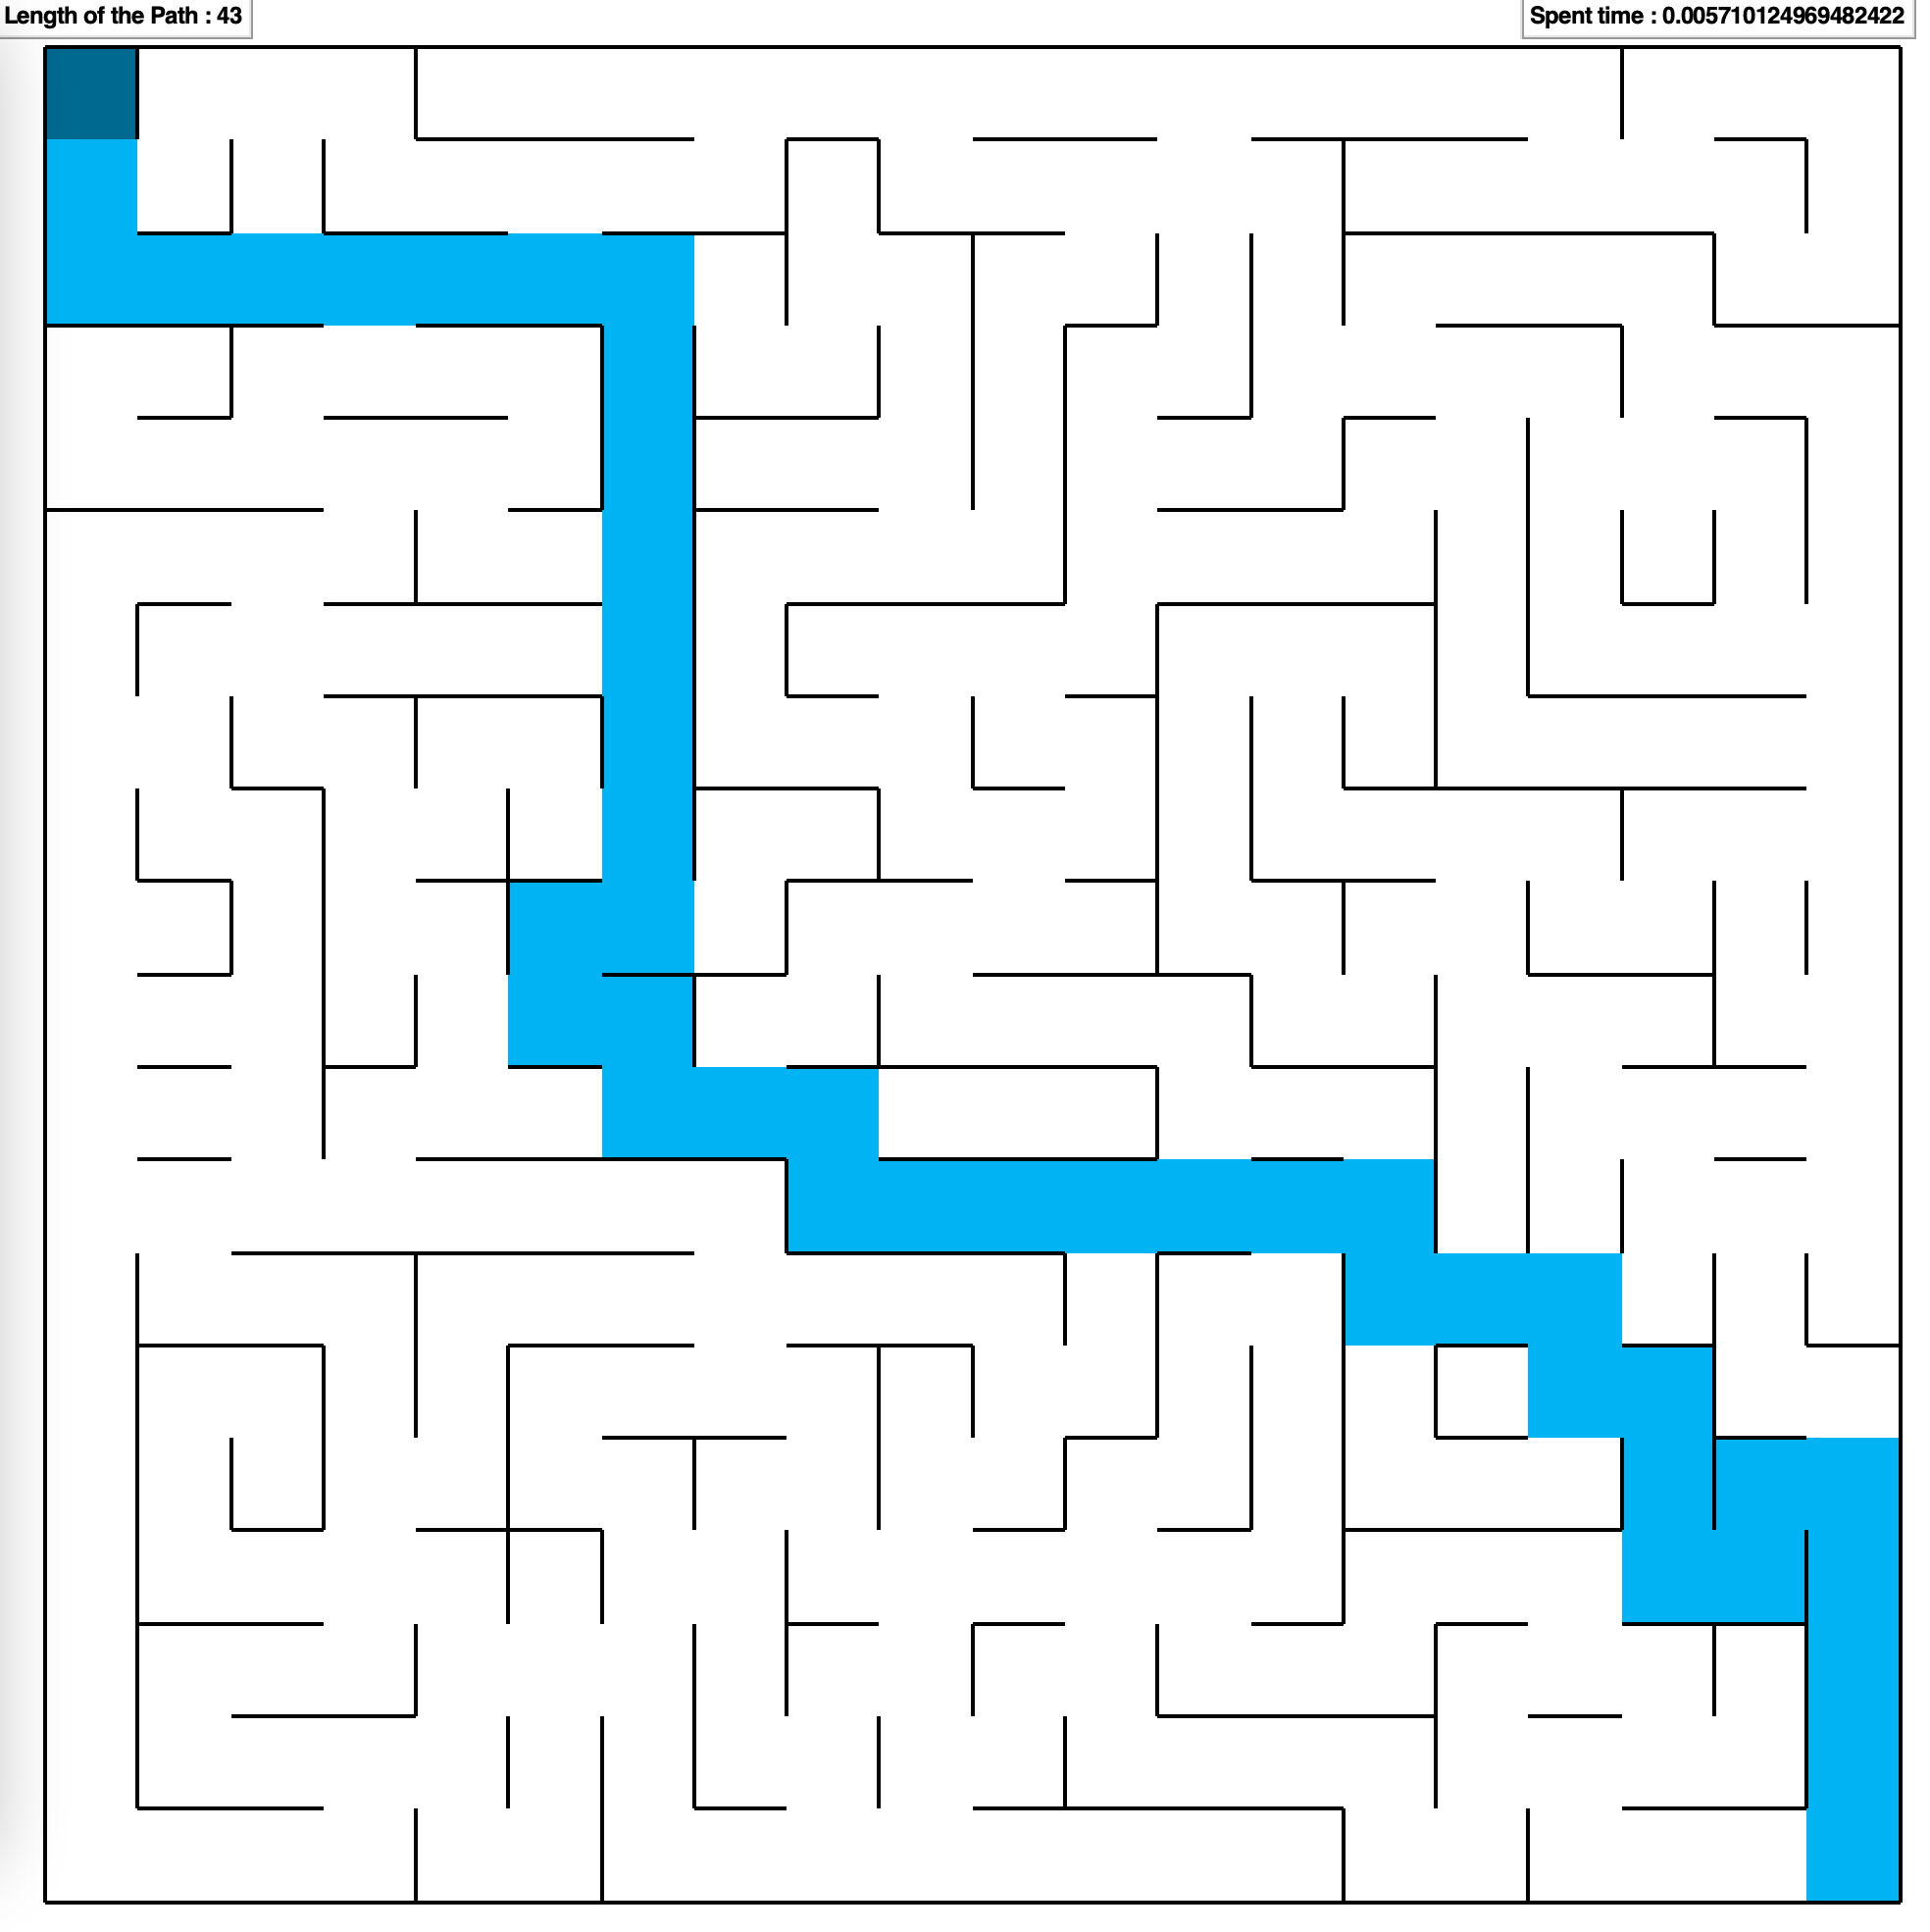 Length of the Path : 43
Spent time : 0.005710124969482422